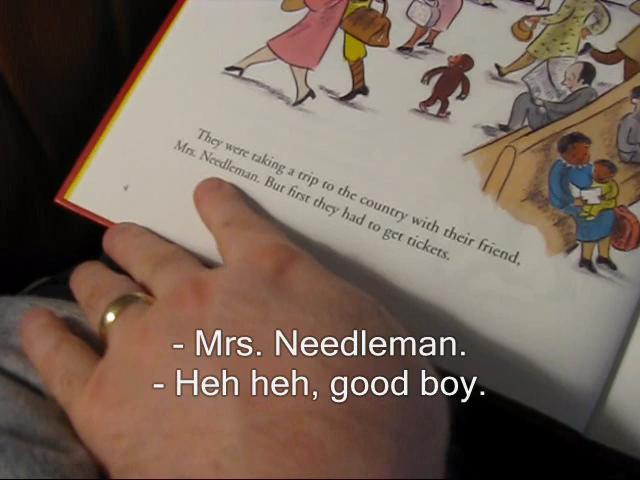 They were taking a trip to the country with their friend,
Mrs. Needleman. But first they had to get tickets.
4
- Mrs. Needleman.
- Heh heh, good boy.